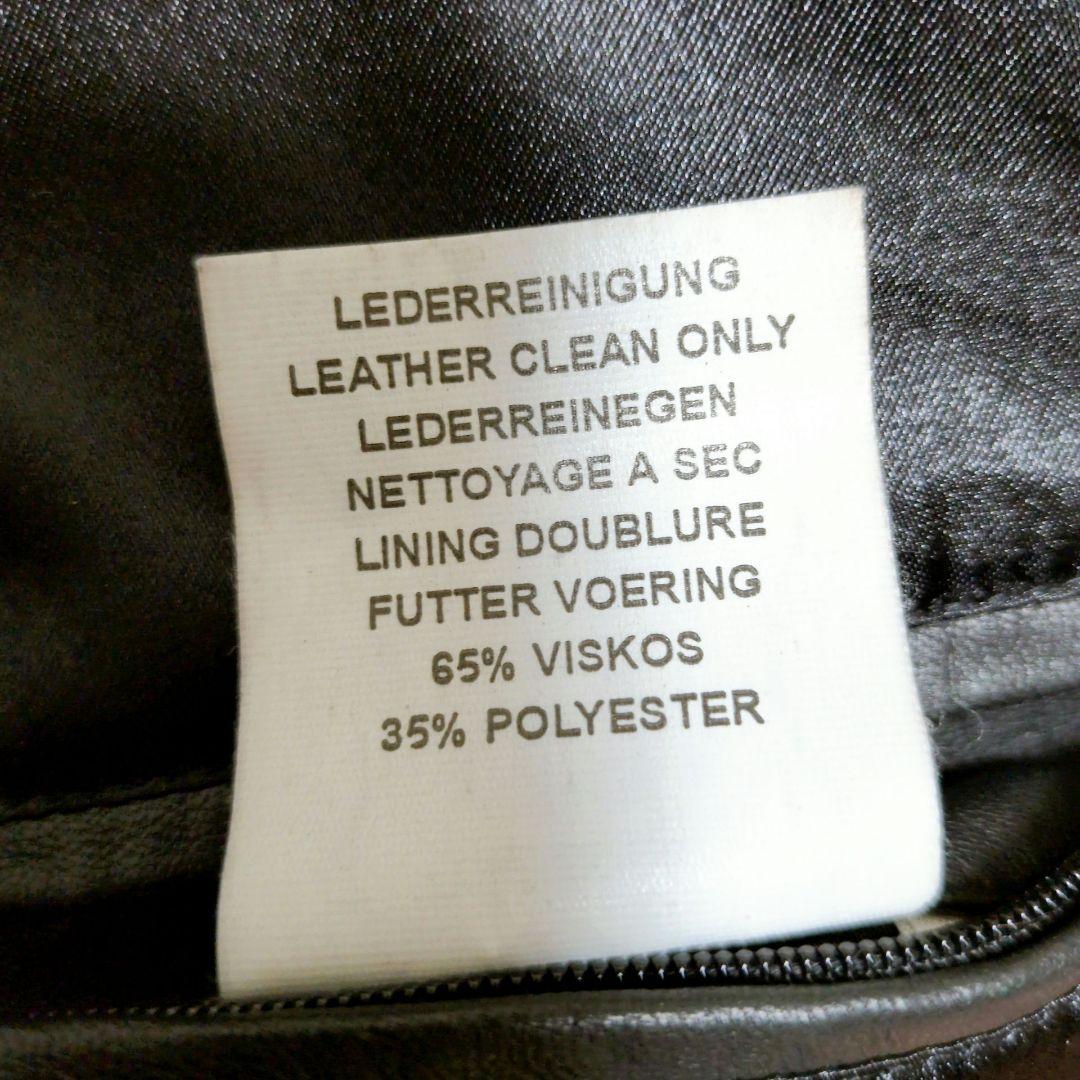 LEDERREINIGUNG
LEATHER CLEAN ONLY
LEDERREINEGEN
NETTOYAGE A SEC
LINING DOUBLURE
FUTTER VOERING
65% VISKOS
35% POLYESTER